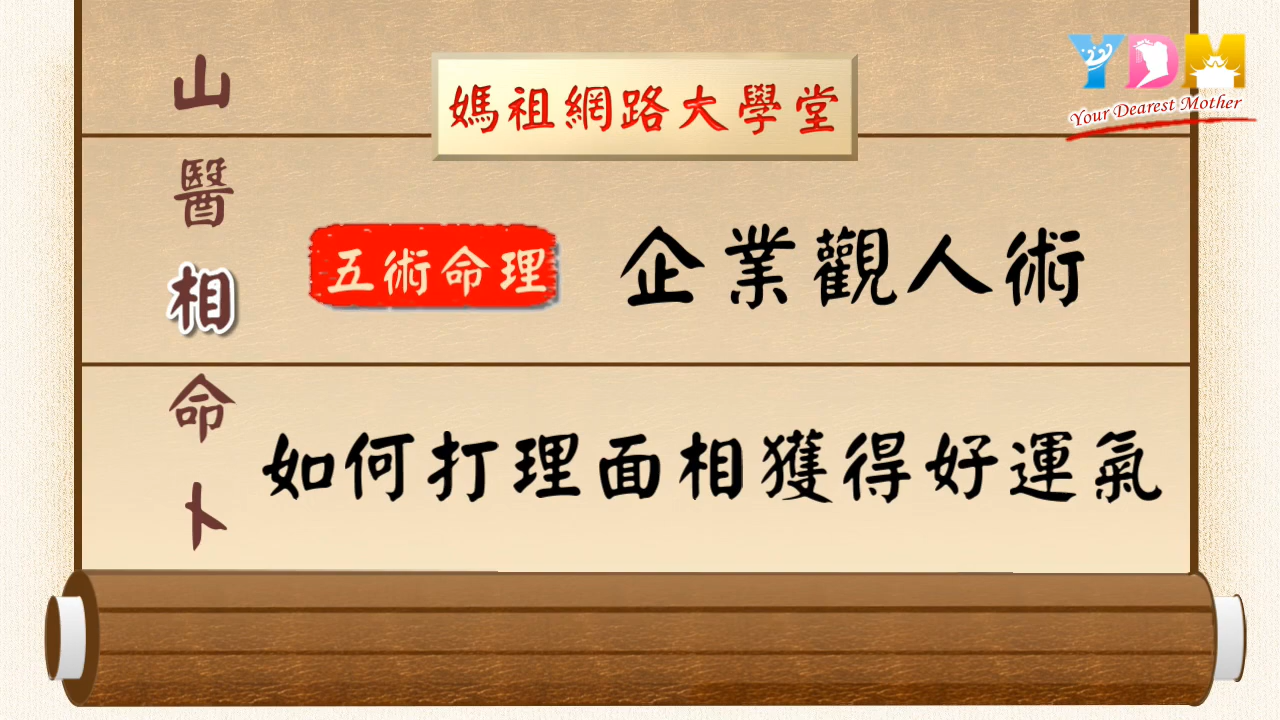 媽祖網路大學堂
YDM
Your Dearest Mother
山
醫
相
命
卜
五術命理
企業觀人術
如何打理面相獲得好運氣